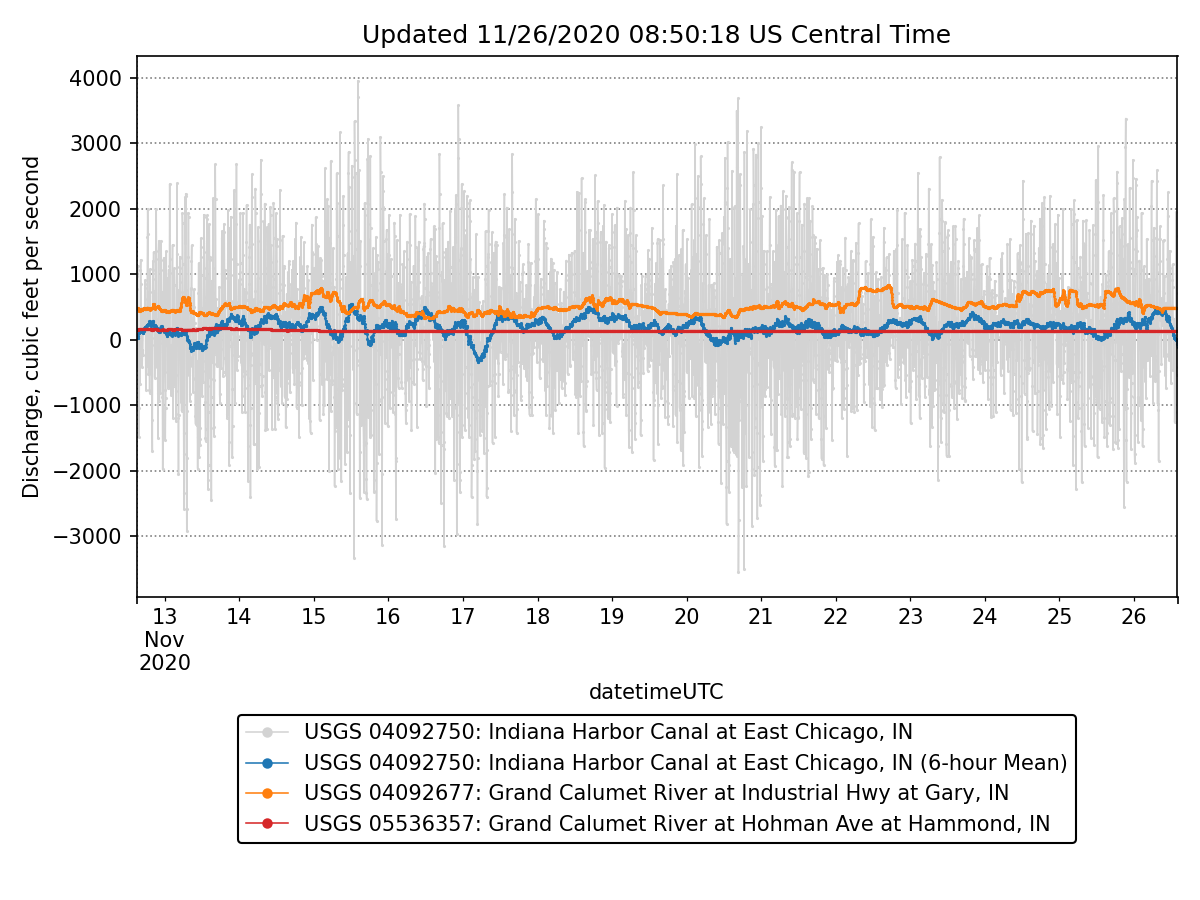 Updated 11/26/2020 08:50:18 US Central Time
Discharge, cubic feet per second
4000
3000
2000
1000
0
−1000
−2000
−3000
13 14 15 16 17 18 19 20 21 22 23 24 25 26
Nov
2020
datetimeUTC
USGS 04092750: Indiana Harbor Canal at East Chicago, IN
USGS 04092750: Indiana Harbor Canal at East Chicago, IN (6-hour Mean)
USGS 04092677: Grand Calumet River at Industrial Hwy at Gary, IN
USGS 05536357: Grand Calumet River at Hohman Ave at Hammond, IN